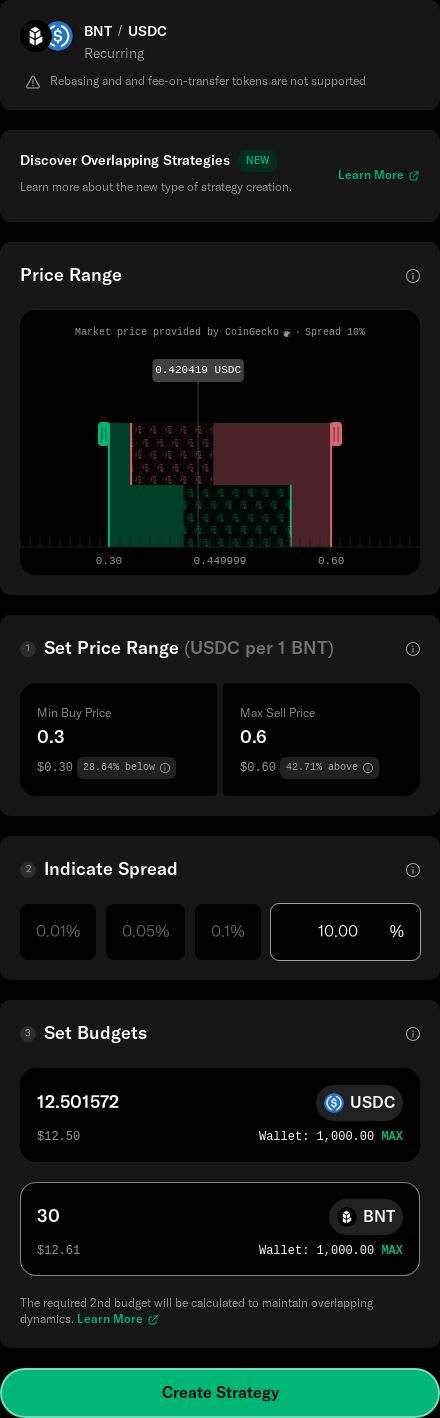 BNT / USDC
Recurring
Rebasing and and fee-on-transfer tokens are not supported
Discover Overlapping Strategies NEW
Learn more about the new type of strategy creation.
Learn More
Price Range
Market price provided by CoinGecko · Spread 10%
0.420419 USDC
0.30 0.449999 0.60
1 Set Price Range (USDC per 1 BNT)
Min Buy Price
0.3
$0.30 28.64% below
Max Sell Price
0.6
$0.60 42.71% above
2 Indicate Spread
0.01% 0.05% 0.1% 10.00 %
3 Set Budgets
12.501572 USDC
$12.50 Wallet: 1,000.00 MAX
30 BNT
$12.61 Wallet: 1,000.00 MAX
The required 2nd budget will be calculated to maintain overlapping
dynamics. Learn More
Create Strategy